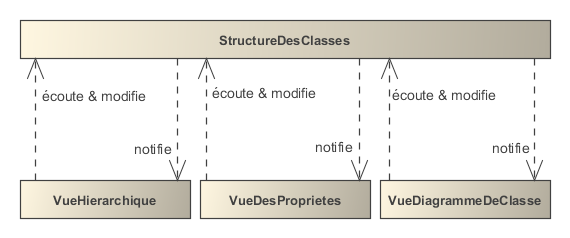 StructureDesClasses
écoute & modifie
écoute & modifie
écoute & modifie
notifie
notifie
notifie
VueHierarchique
VueDesProprietes
VueDiagrammeDeClasse